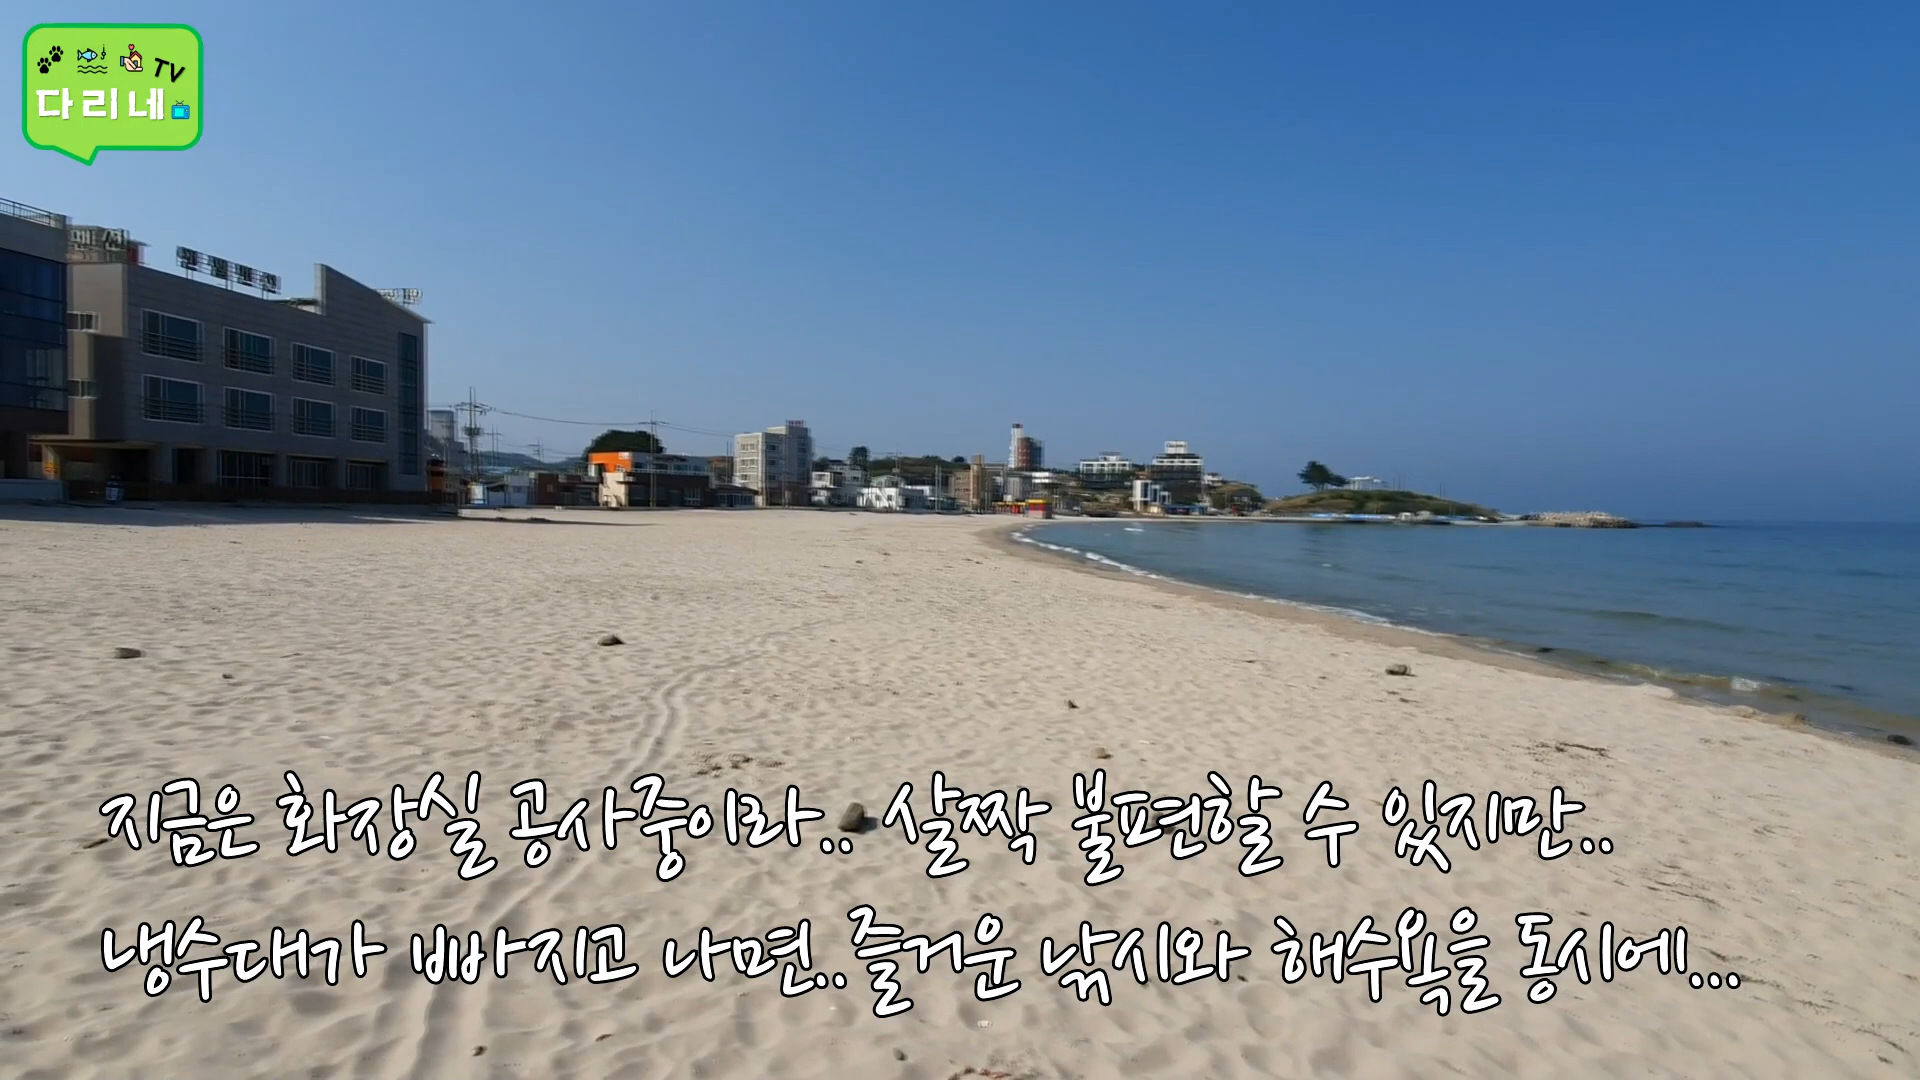 TV
다리네
펜션
지금은 화장실 공사중이라.. 살짝 불편할 수 있지만..
냉수대가 빠지고 나면..즐거운 낚시와 해수욕을 동시에...